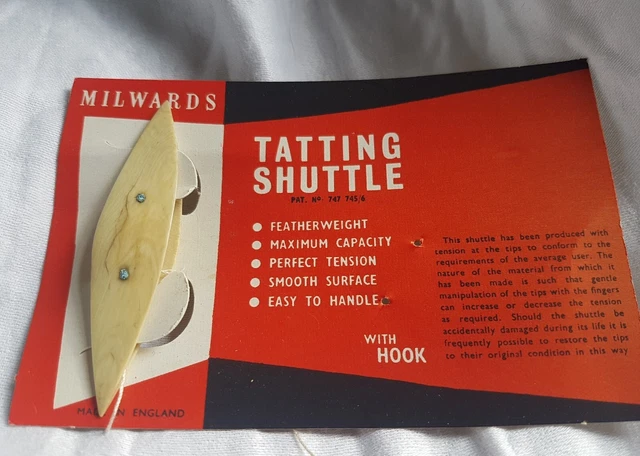 MILWARDS
TATTING
SHUTTLE
PAT. Nº 747 745/6
FEATHERWEIGHT
MAXIMUM CAPACITY
PERFECT TENSION
SMOOTH SURFACE
EASY TO HANDLE
WITH
HOOK
This shuttle has been produced with
tension at the tips to conform to the
requirements of the average user. The
nature of the material from which it
has been made is such that gentle
manipulation of the tips with the fingers
can increase or decrease the tension
as required. Should the shuttle be
accidentally damaged during its life it is
frequently possible to restore the tips
to their original condition in this way
ENGLAND